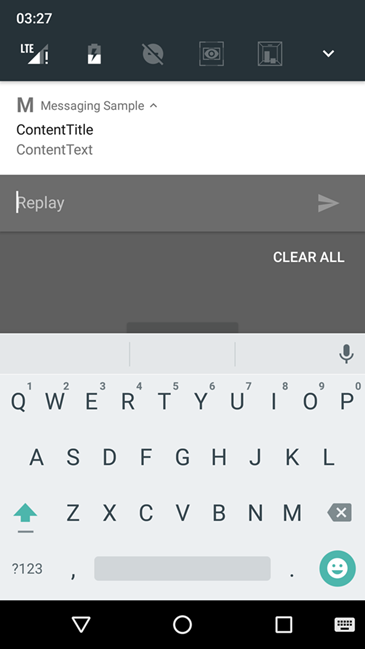 03:27
LTE !
M Messaging Sample
ContentTitle
ContentText
Replay
CLEAR ALL
1 2 3 4 5 6 7 8 9 0
Q W E R T Y U I O P
A S D F G H J K L
Z X C V B N M
?123 , .